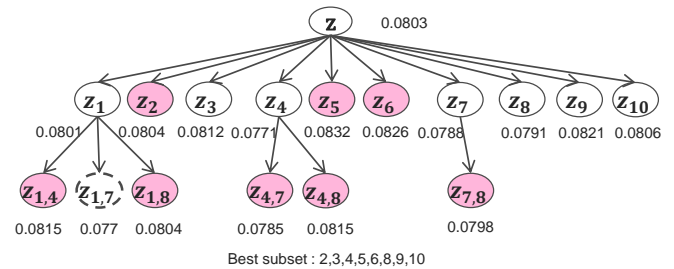 z 0.0803
z1 z2 z3 z4 z5 z6 z7 z8 z9 z10
0.0801 0.0804 0.0812 0.0771 0.0832 0.0826 0.0788 0.0791 0.0821 0.0806
z1,4 z1,7 z1,8 z4,7 z4,8 z7,8
0.0815 0.077 0.0804 0.0785 0.0815 0.0798
Best subset : 2,3,4,5,6,8,9,10